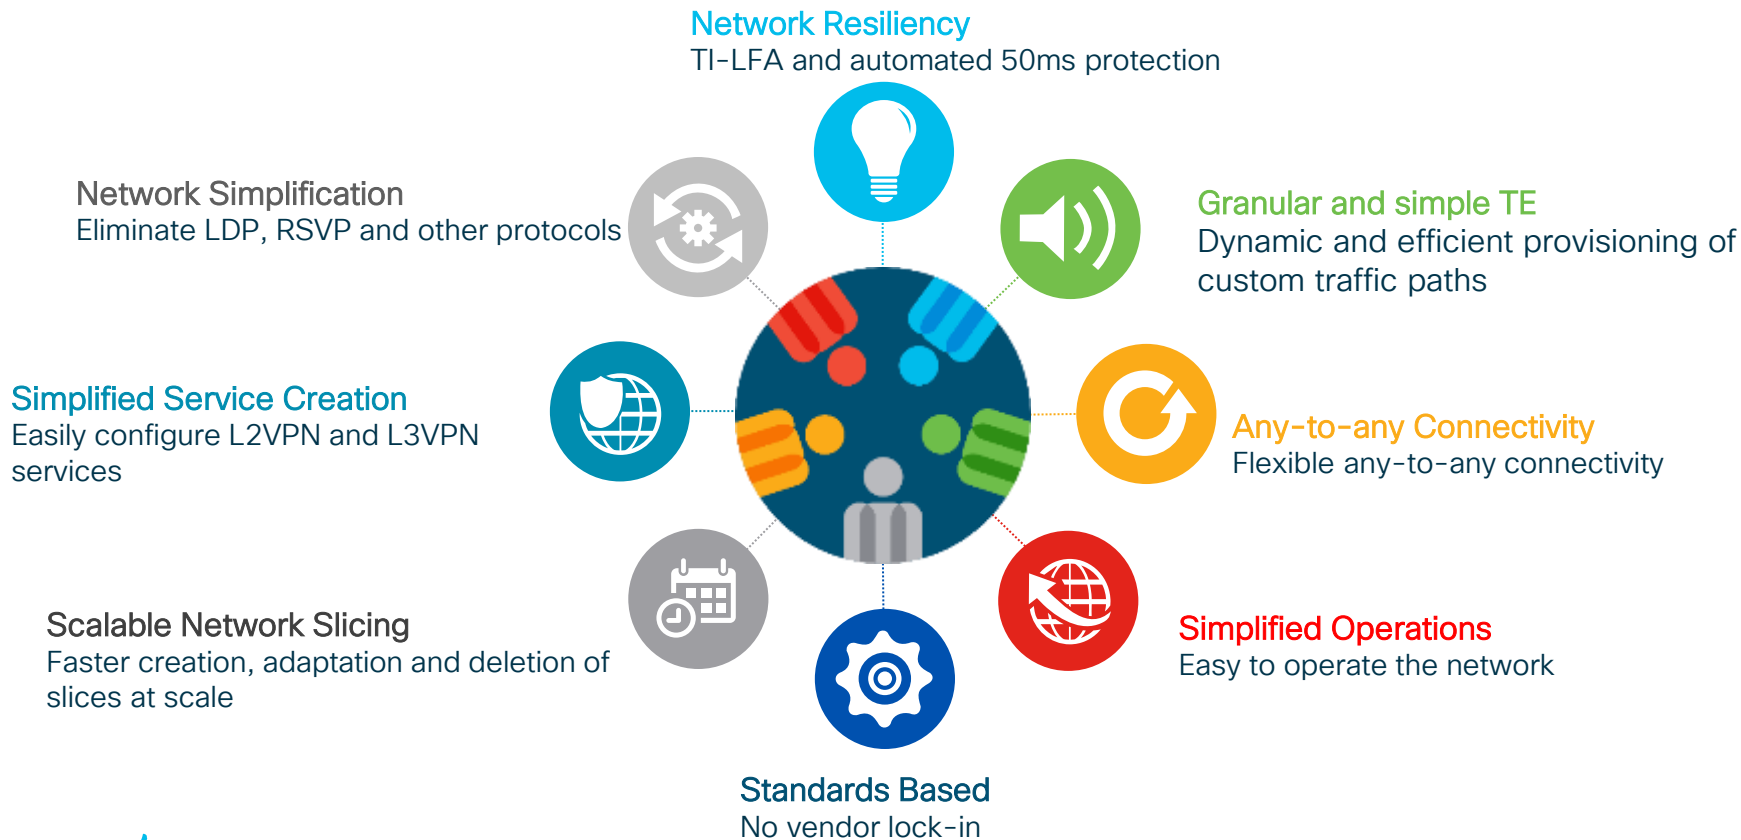 Network Resiliency
TI-LFA and automated 50ms protection
Network Simplification
Eliminate LDP, RSVP and other protocols
Granular and simple TE
Dynamic and efficient provisioning of
custom traffic paths
Simplified Service Creation
Easily configure L2VPN and L3VPN
services
Any-to-any Connectivity
Flexible any-to-any connectivity
Scalable Network Slicing
Faster creation, adaptation and deletion of
slices at scale
Simplified Operations
Easy to operate the network
Standards Based
No vendor lock-in